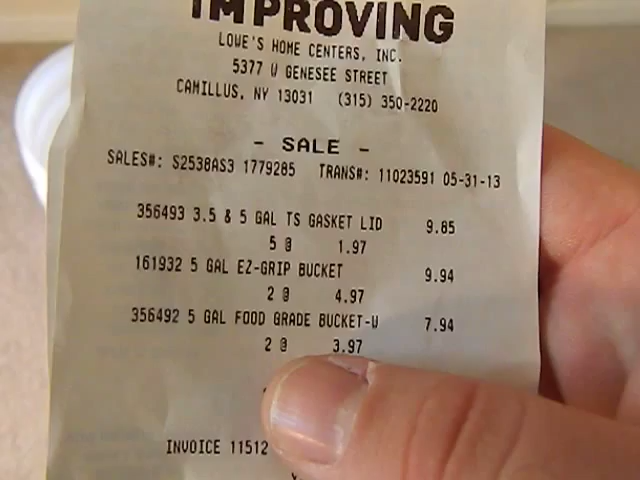 IMPROVING
LOWE'S HOME CENTERS, INC.
5377 W GENESEE STREET
CAMILLUS, NY 13031 (315) 350-2220
- SALE -
SALES#: S2538AS3 1779285 TRANS#: 11023591 05-31-13
356493 3.5 & 5 GAL TS GASKET LID 9.85
5 @ 1.97
161932 5 GAL EZ-GRIP BUCKET 9.94
2 @ 4.97
356492 5 GAL FOOD GRADE BUCKET-W 7.94
2 @ 3.97
INVOICE 11512